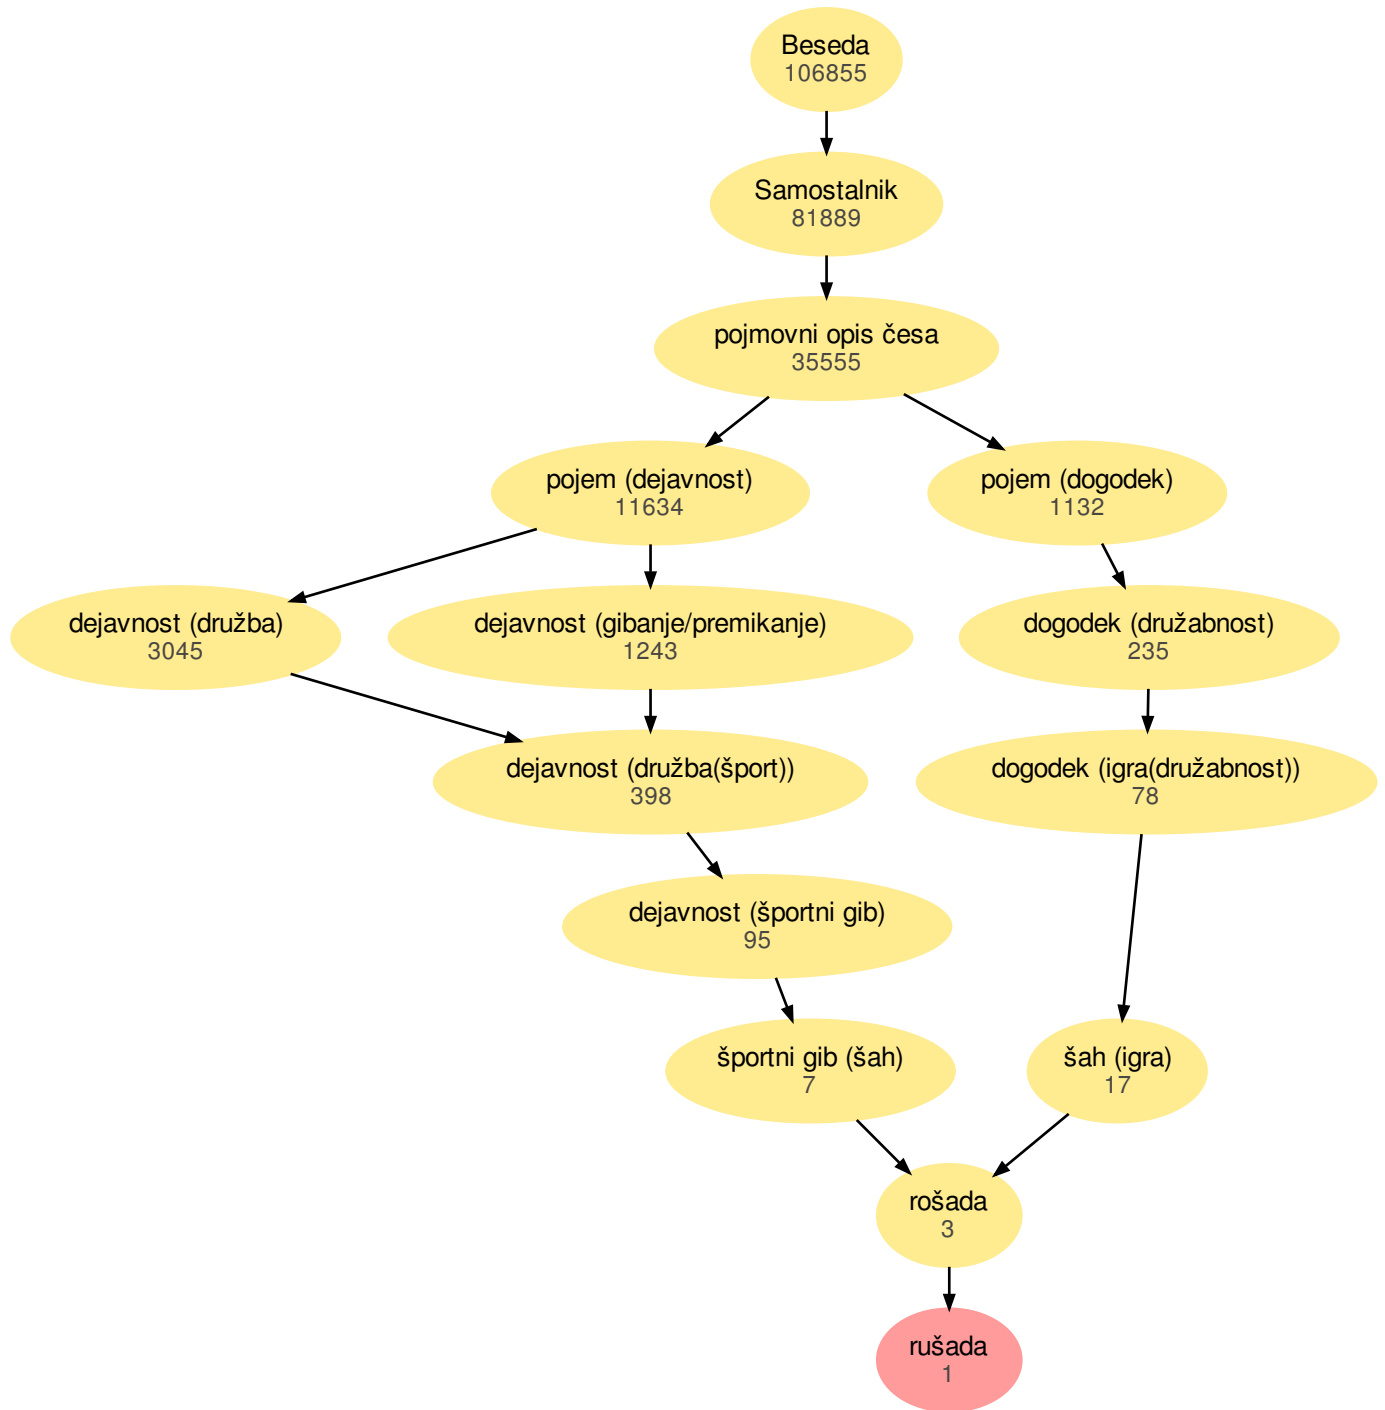 Beseda
106855
Samostalnik
81889
pojmovni opis česa
35555
pojem (dejavnost)
11634
pojem (dogodek)
1132
dejavnost (družba)
3045
dejavnost (gibanje/premikanje)
1243
dogodek (družabnost)
235
dejavnost (družba(šport))
398
dogodek (igra(družabnost))
78
dejavnost (športni gib)
95
športni gib (šah)
7
šah (igra)
17
rošada
3
rušada
1